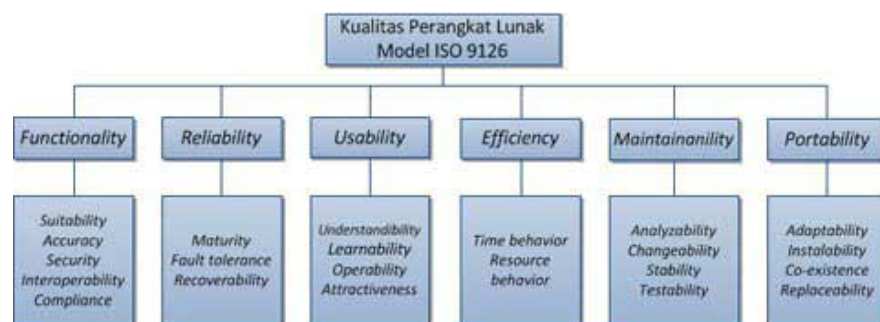 Kualitas Perangkat Lunak
Model ISO 9126
Functionality
Reliability
Usability
Efficiency
Maintainanility
Portability
Suitability
Accuracy
Security
Interoperability
Compliance
Maturity
Fault tolerance
Recoverability
Understandibility
Learnability
Operability
Attractiveness
Time behavior
Resource
behavior
Analyzability
Changeability
Stability
Testability
Adaptability
Instalability
Co-existence
Replaceability